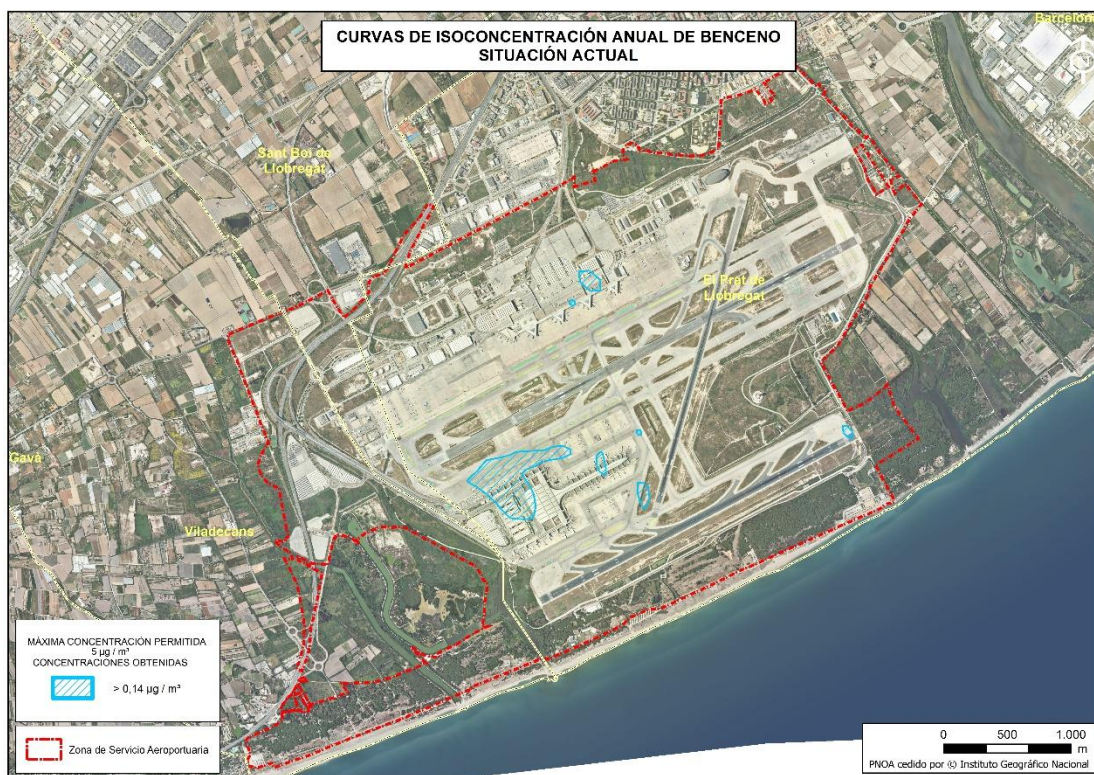 CURVAS DE ISOCONCENTRACIÓN ANUAL DE BENCENO
SITUACIÓN ACTUAL
Barcelona
Sant Boi de
Llobregat
El Prat de
Llobregat
Gavà
Viladecans
MÁXIMA CONCENTRACIÓN PERMITIDA
5 µg / m³
CONCENTRACIONES OBTENIDAS
> 0,14 µg / m³
Zona de Servicio Aeroportuaria
0 500 1.000
m
PNOA cedido por © Instituto Geográfico Nacional